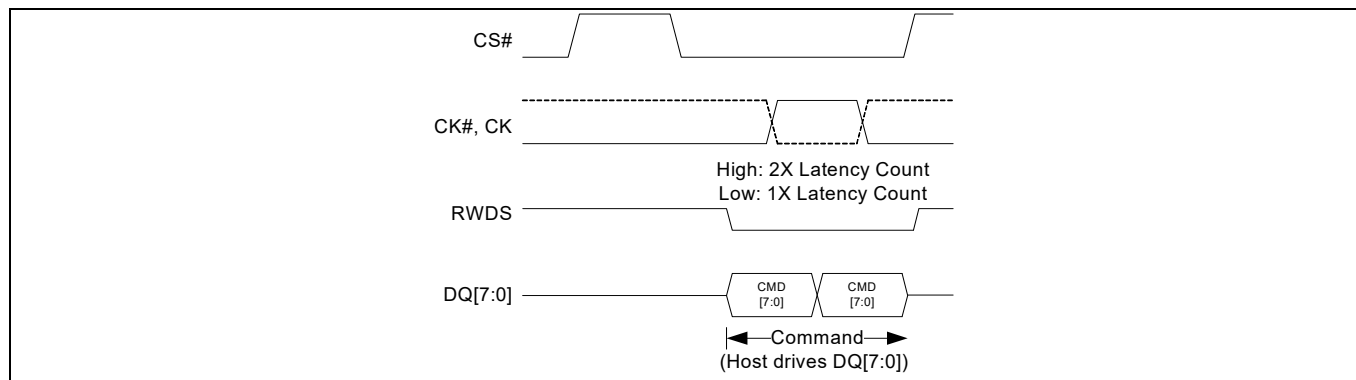 CS#
CK#, CK
High: 2X Latency Count
Low: 1X Latency Count
RWDS
DQ[7:0]
CMD
[7:0]
CMD
[7:0]
Command
(Host drives DQ[7:0])